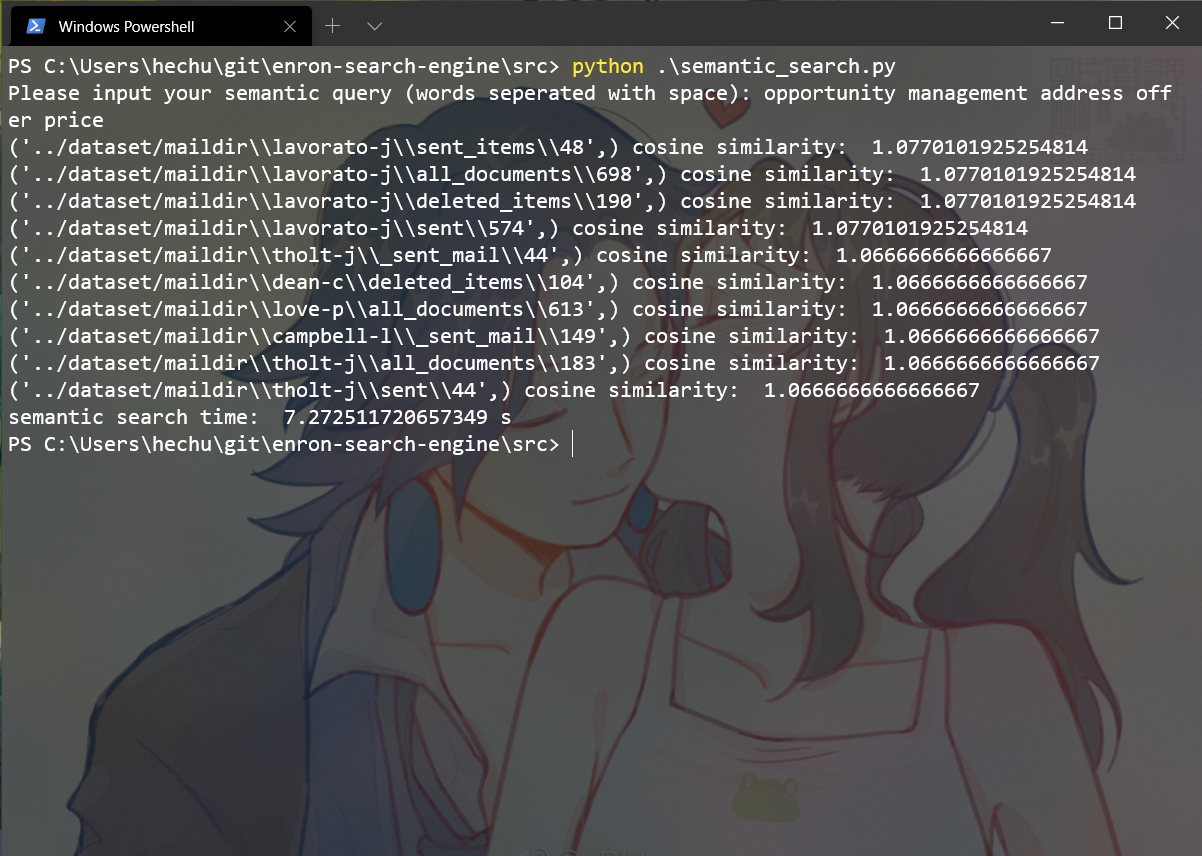 Windows Powershell
PS C:\Users\hechu\git\enron-search-engine\src> python .\semantic_search.py
Please input your semantic query (words seperated with space): opportunity management address off
er price
('../dataset/maildir\\lavorato-j\\sent_items\\48',) cosine similarity:  1.0770101925254814
('../dataset/maildir\\lavorato-j\\all_documents\\698',) cosine similarity:  1.0770101925254814
('../dataset/maildir\\lavorato-j\\deleted_items\\190',) cosine similarity:  1.0770101925254814
('../dataset/maildir\\lavorato-j\\sent\\574',) cosine similarity:  1.0770101925254814
('../dataset/maildir\\tholt-j\\_sent_mail\\44',) cosine similarity:  1.0666666666666667
('../dataset/maildir\\dean-c\\deleted_items\\104',) cosine similarity:  1.0666666666666667
('../dataset/maildir\\love-p\\all_documents\\613',) cosine similarity:  1.0666666666666667
('../dataset/maildir\\campbell-l\\_sent_mail\\149',) cosine similarity:  1.0666666666666667
('../dataset/maildir\\tholt-j\\all_documents\\183',) cosine similarity:  1.0666666666666667
('../dataset/maildir\\tholt-j\\sent\\44',) cosine similarity:  1.0666666666666667
semantic search time:  7.272511720657349 s
PS C:\Users\hechu\git\enron-search-engine\src>